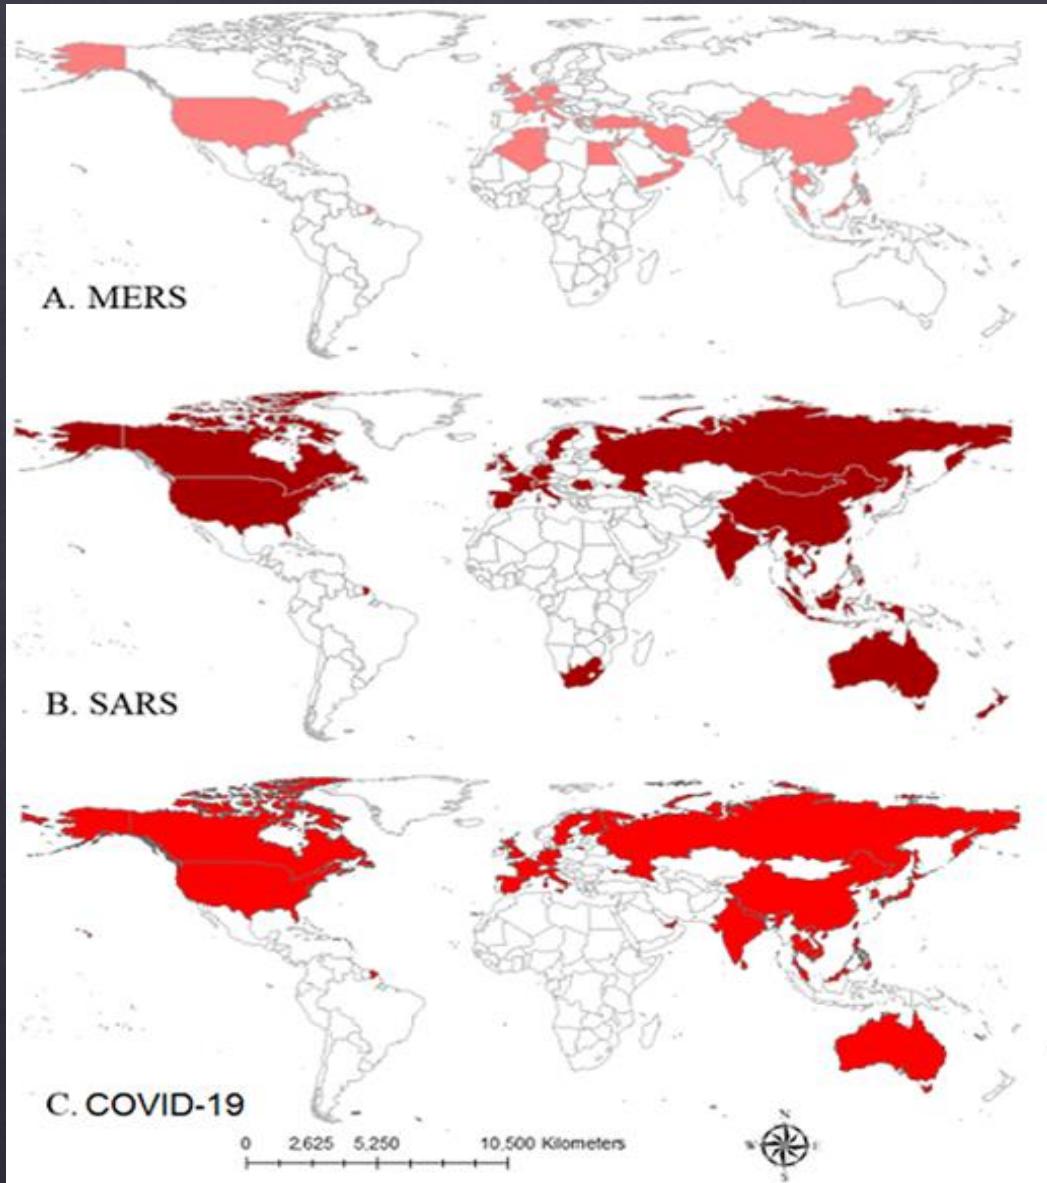 A. MERS
B. SARS
C. COVID-19
0 2,625 5,250 10,500 Kilometers
N
W E
S